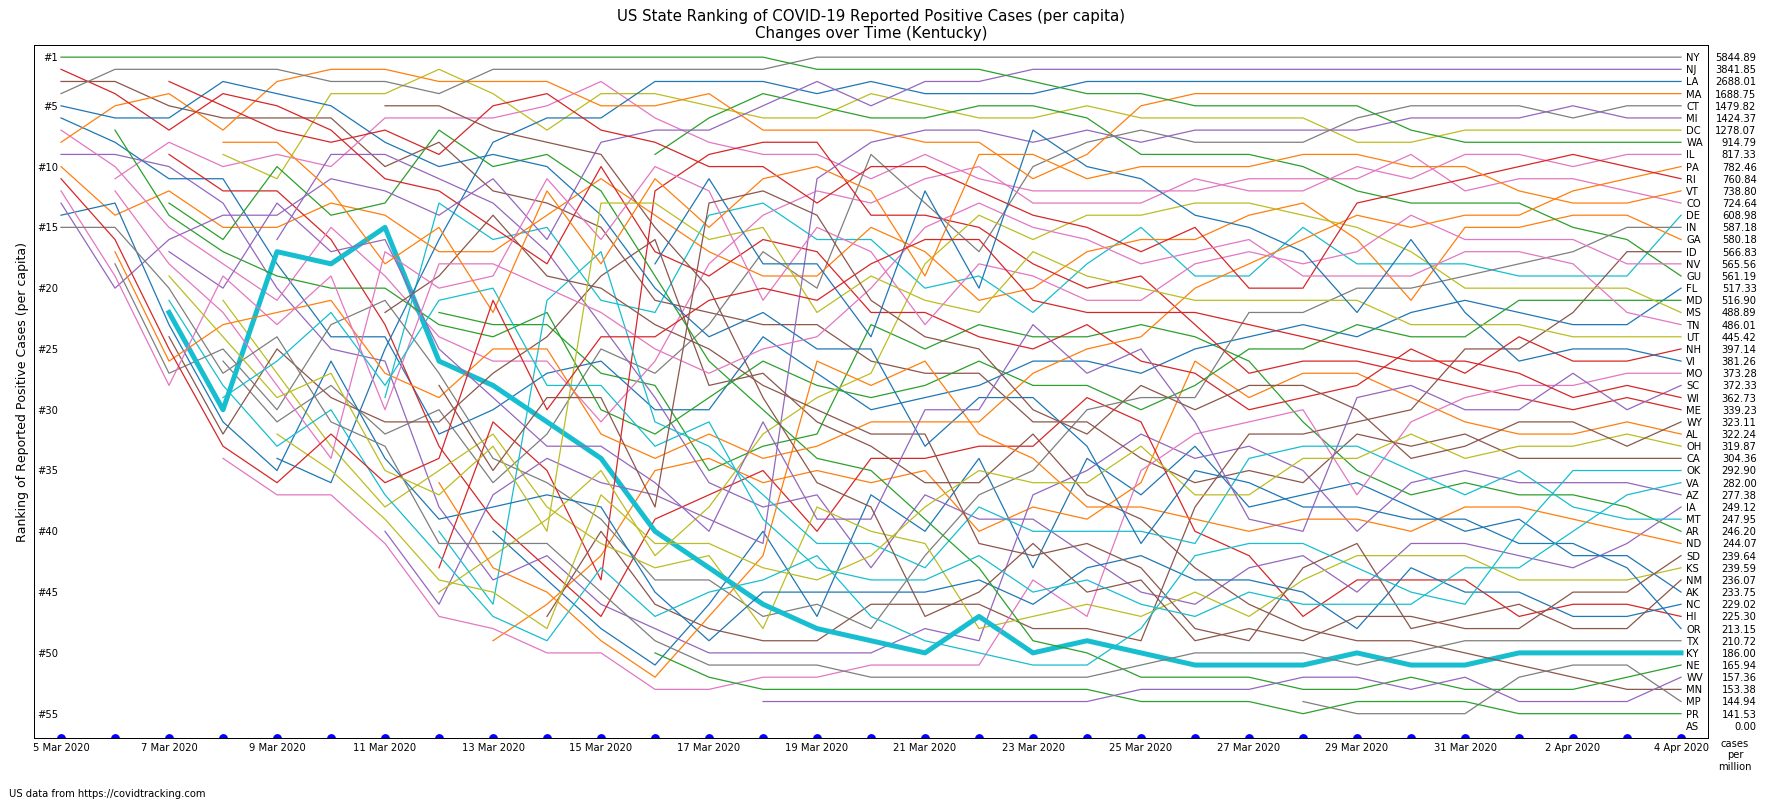 US State Ranking of COVID-19 Reported Positive Cases (per capita)
Changes over Time (Kentucky)
Ranking of Reported Positive Cases (per capita)
#1
#5
#10
#15
#20
#25
#30
#35
#40
#45
#50
#55
NY 5844.89
NJ 3841.85
LA 2688.01
MA 1688.75
CT 1479.82
MI 1424.37
DC 1278.07
WA 914.79
IL 817.33
PA 782.46
RI 760.84
VT 738.80
CO 724.64
DE 608.98
IN 587.18
GA 580.18
ID 566.83
NV 565.56
GU 561.19
FL 517.33
MD 516.90
MS 488.89
TN 486.01
UT 445.42
NH 397.14
VI 381.26
MO 373.28
SC 372.33
WI 362.73
ME 339.23
WY 323.11
AL 322.24
OH 319.87
CA 304.36
OK 292.90
VA 282.00
AZ 277.38
IA 249.12
MT 247.95
AR 246.20
ND 244.07
SD 239.64
KS 239.59
NM 236.07
AK 233.75
NC 229.02
HI 225.30
OR 213.15
TX 210.72
KY 186.00
NE 165.94
WV 157.36
MN 153.38
MP 144.94
PR 141.53
AS 0.00
5 Mar 2020 7 Mar 2020 9 Mar 2020 11 Mar 2020 13 Mar 2020 15 Mar 2020 17 Mar 2020 19 Mar 2020 21 Mar 2020 23 Mar 2020 25 Mar 2020 27 Mar 2020 29 Mar 2020 31 Mar 2020 2 Apr 2020 4 Apr 2020
cases
per
million
US data from https://covidtracking.com